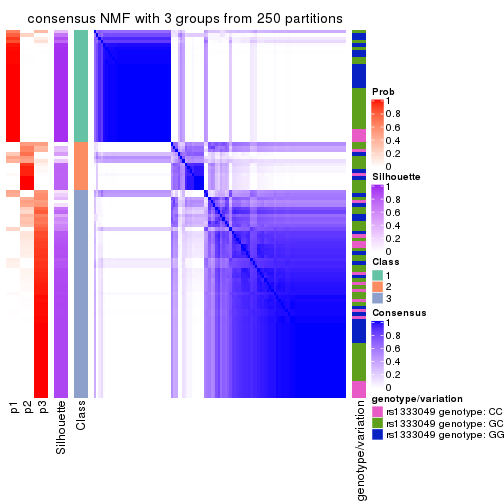 consensus NMF with 3 groups from 250 partitions
Prob
1
0.8
0.6
0.4
0.2
0
Silhouette
1
0.8
0.6
0.4
0.2
0
Class
1
2
3
Consensus
1
0.8
0.6
0.4
0.2
0
genotype/variation
rs1333049 genotype: CC
rs1333049 genotype: GC
rs1333049 genotype: GG
p1
p2
p3
Silhouette
Class
genotype/variation